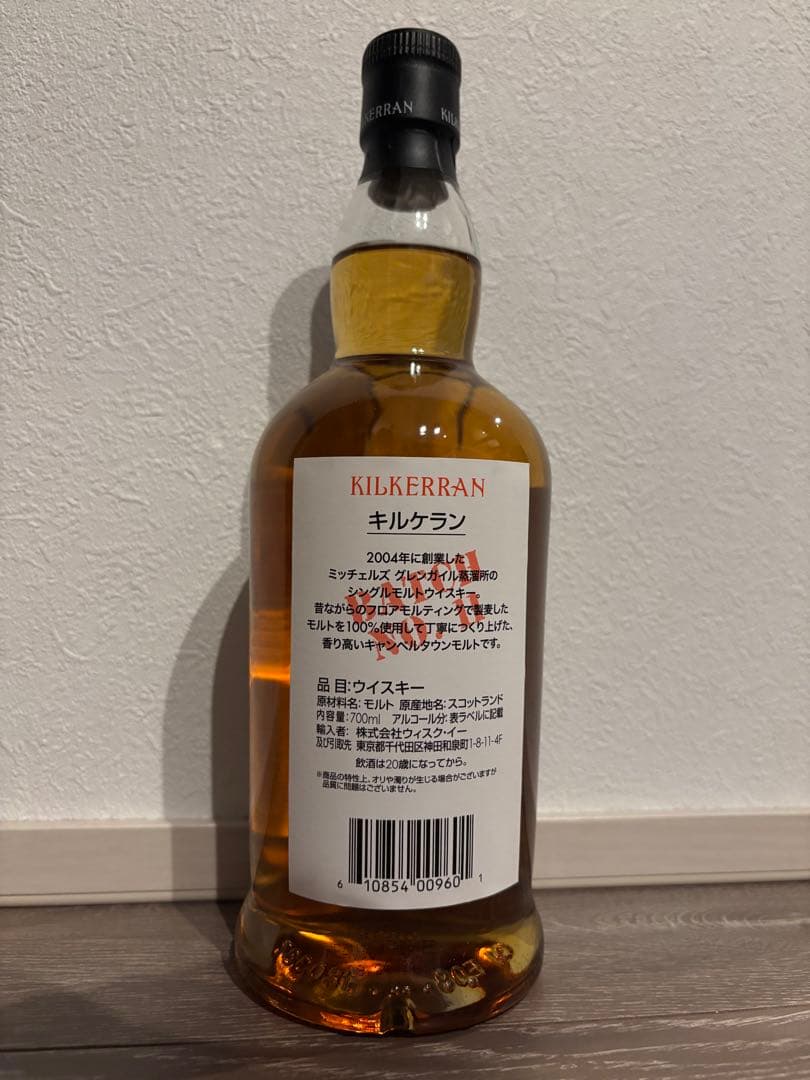 KERRAN KIL
KILKERRAN
キルケラン
BATCH
NO. 11
2004年に創業した
ミッチェルズ グレンガイル蒸溜所の
シングルモルトウイスキー。
昔ながらのフロアモルティングで製麦した
モルトを100%使用して丁寧につくり上げた、
香り高いキャンベルタウンモルトです。
品目:ウイスキー
原材料名:モルト 原産地名:スコットランド
内容量:700ml アルコール分:表ラベルに記載
輸入者: 株式会社ウィスク・イー
及び引取先 東京都千代田区神田和泉町1-8-11-4F
飲酒は20歳になってから。
※商品の特性上、オリや濁りが生じる場合がございますが
品質に問題はございません。
6 10854 00960 1